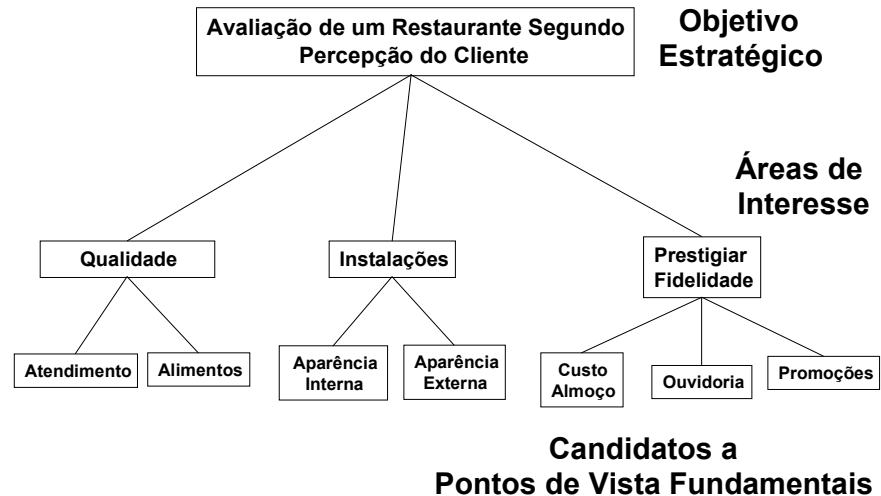 Avaliação de um Restaurante Segundo
Percepção do Cliente
Objetivo
Estratégico
Áreas de
Interesse
Qualidade
Instalações
Prestigiar
Fidelidade
Atendimento
Alimentos
Aparência
Interna
Aparência
Externa
Custo
Almoço
Ouvidoria
Promoções
Candidatos a
Pontos de Vista Fundamentais